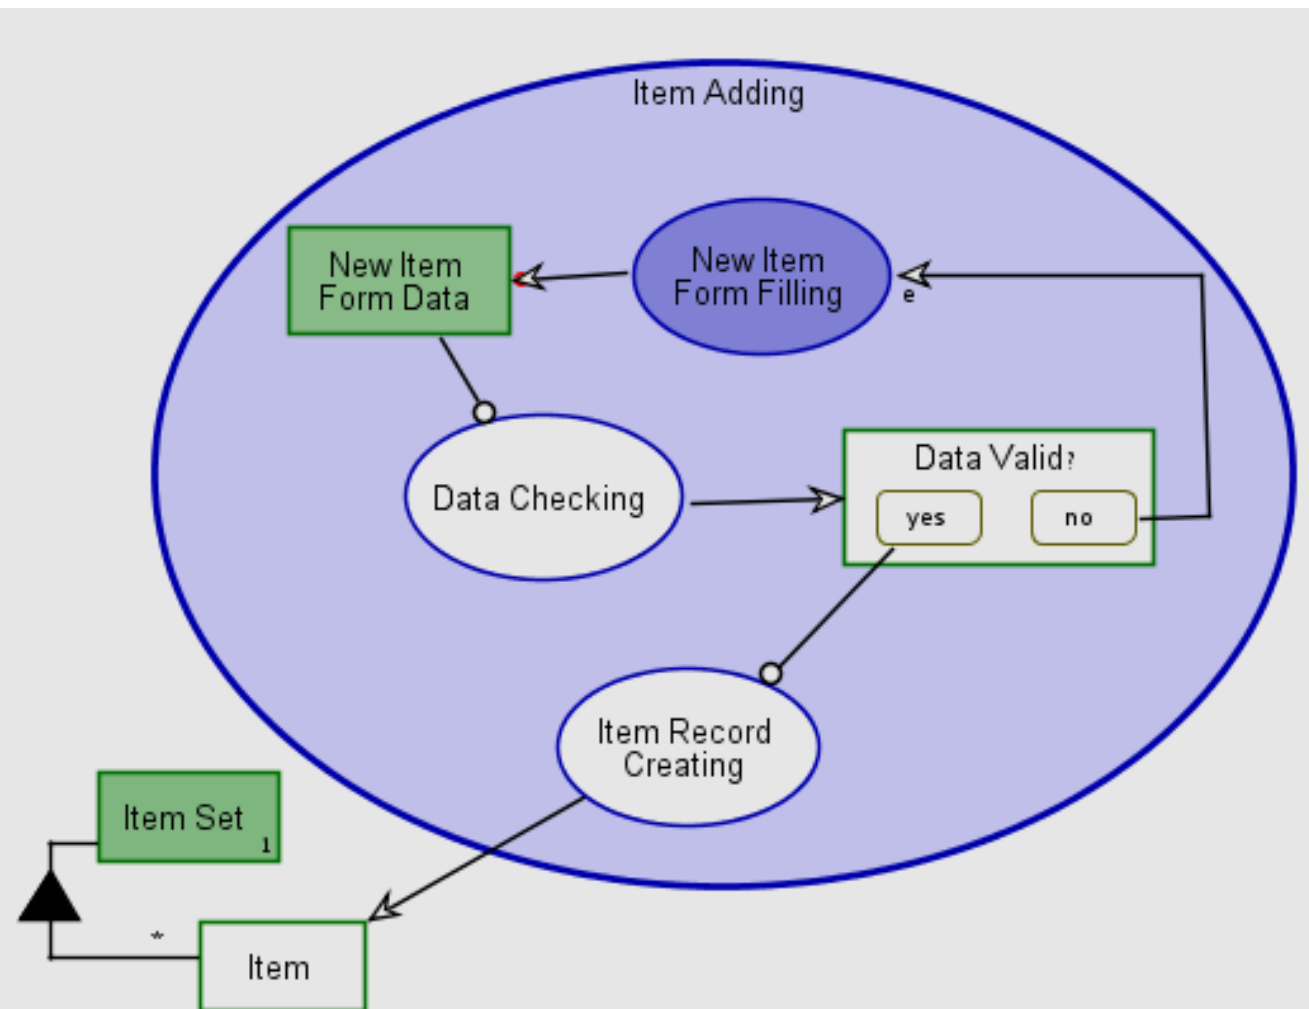 Item Adding
New Item
Form Data
New Item
Form Filling
e
Data Checking
Data Valid?
yes
no
Item Record
Creating
Item Set
1
*
Item